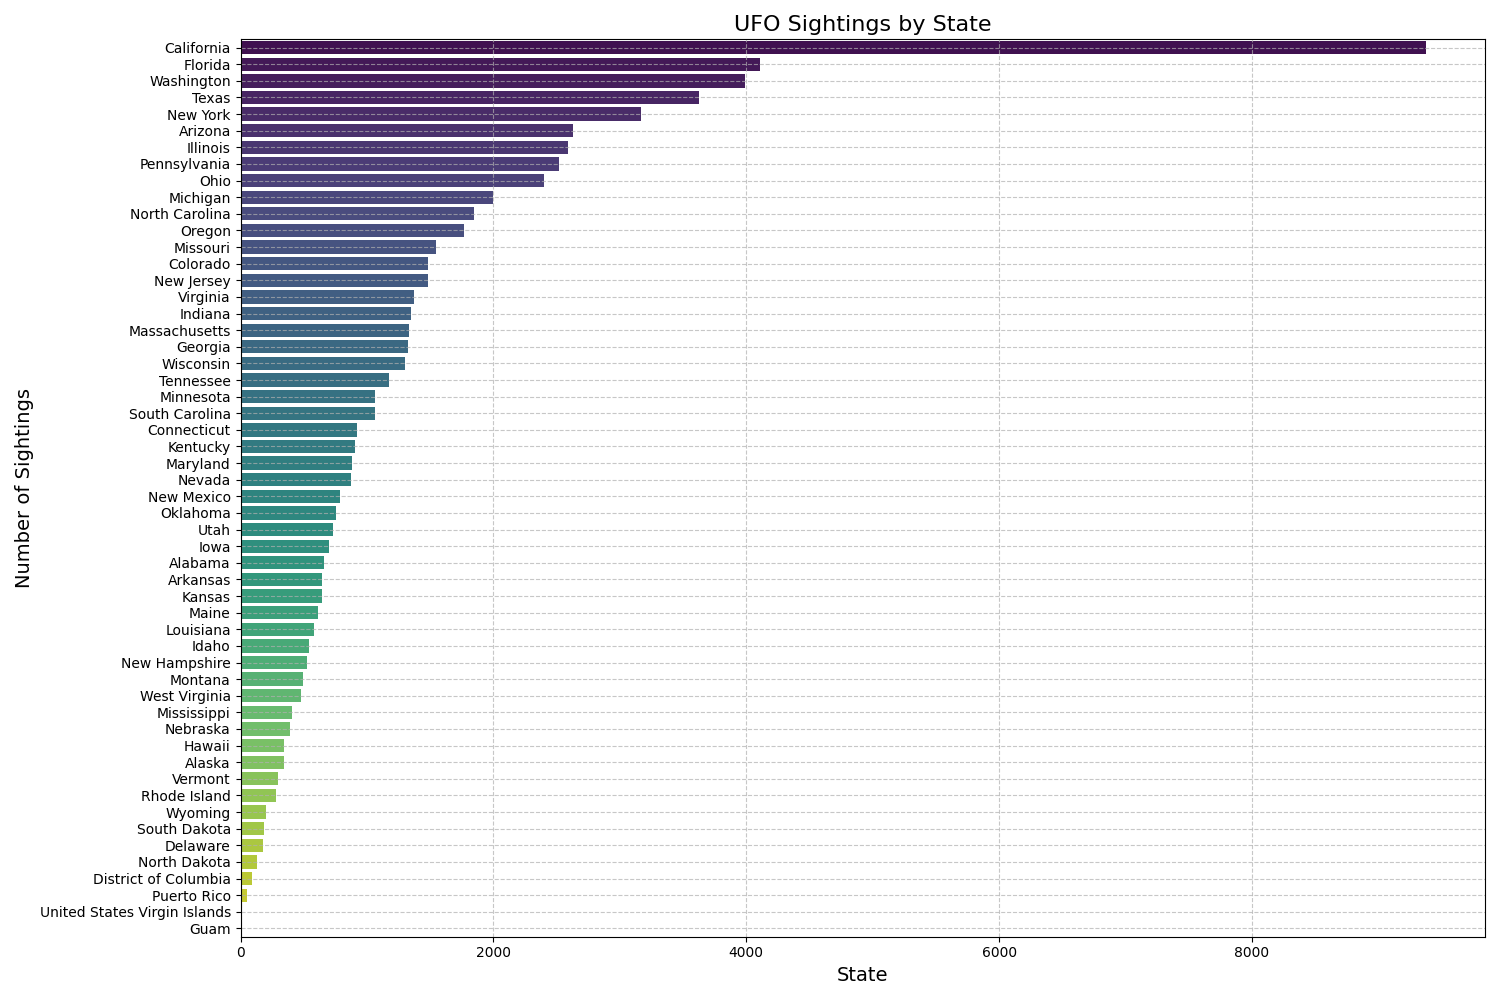 UFO Sightings by State
Number of Sightings
California
Florida
Washington
Texas
New York
Arizona
Illinois
Pennsylvania
Ohio
Michigan
North Carolina
Oregon
Missouri
Colorado
New Jersey
Virginia
Indiana
Massachusetts
Georgia
Wisconsin
Tennessee
Minnesota
South Carolina
Connecticut
Kentucky
Maryland
Nevada
New Mexico
Oklahoma
Utah
Iowa
Alabama
Arkansas
Kansas
Maine
Louisiana
Idaho
New Hampshire
Montana
West Virginia
Mississippi
Nebraska
Hawaii
Alaska
Vermont
Rhode Island
Wyoming
South Dakota
Delaware
North Dakota
District of Columbia
Puerto Rico
United States Virgin Islands
Guam
0 2000 4000 6000 8000
State